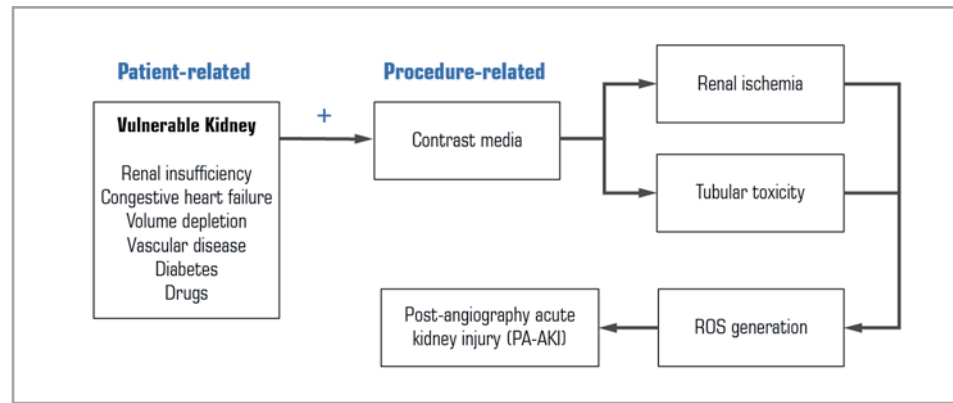 Patient-related
Procedure-related
Vulnerable Kidney
Renal insufficiency
Congestive heart failure
Volume depletion
Vascular disease
Diabetes
Drugs
+
Contrast media
Renal ischemia
Tubular toxicity
ROS generation
Post-angiography acute
kidney injury (PA-AKI)